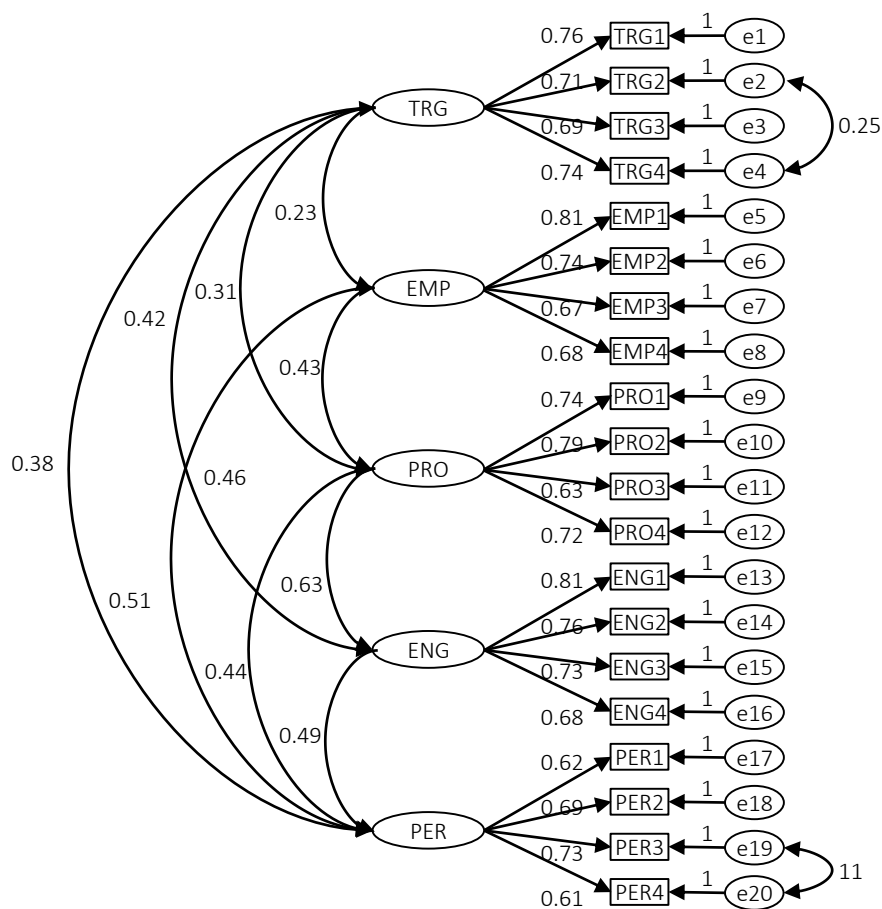 0.76 TRG1 1 e1
0.71 TRG2 1 e2
TRG
0.69 TRG3 1 e3
0.25
0.74 TRG4 1 e4
0.23
0.81 EMP1 1 e5
0.74 EMP2 1 e6
EMP
0.31
0.42
0.67 EMP3 1 e7
0.68 EMP4 1 e8
0.43
0.74 PRO1 1 e9
0.79 PRO2 1 e10
0.38
PRO
0.46
0.63 PRO3 1 e11
0.72 PRO4 1 e12
0.63
0.81 ENG1 1 e13
0.51
0.76 ENG2 1 e14
ENG
0.44
0.73 ENG3 1 e15
0.68 ENG4 1 e16
0.49
0.62 PER1 1 e17
0.69 PER2 1 e18
PER
0.73 PER3 1 e19
11
0.61 PER4 1 e20